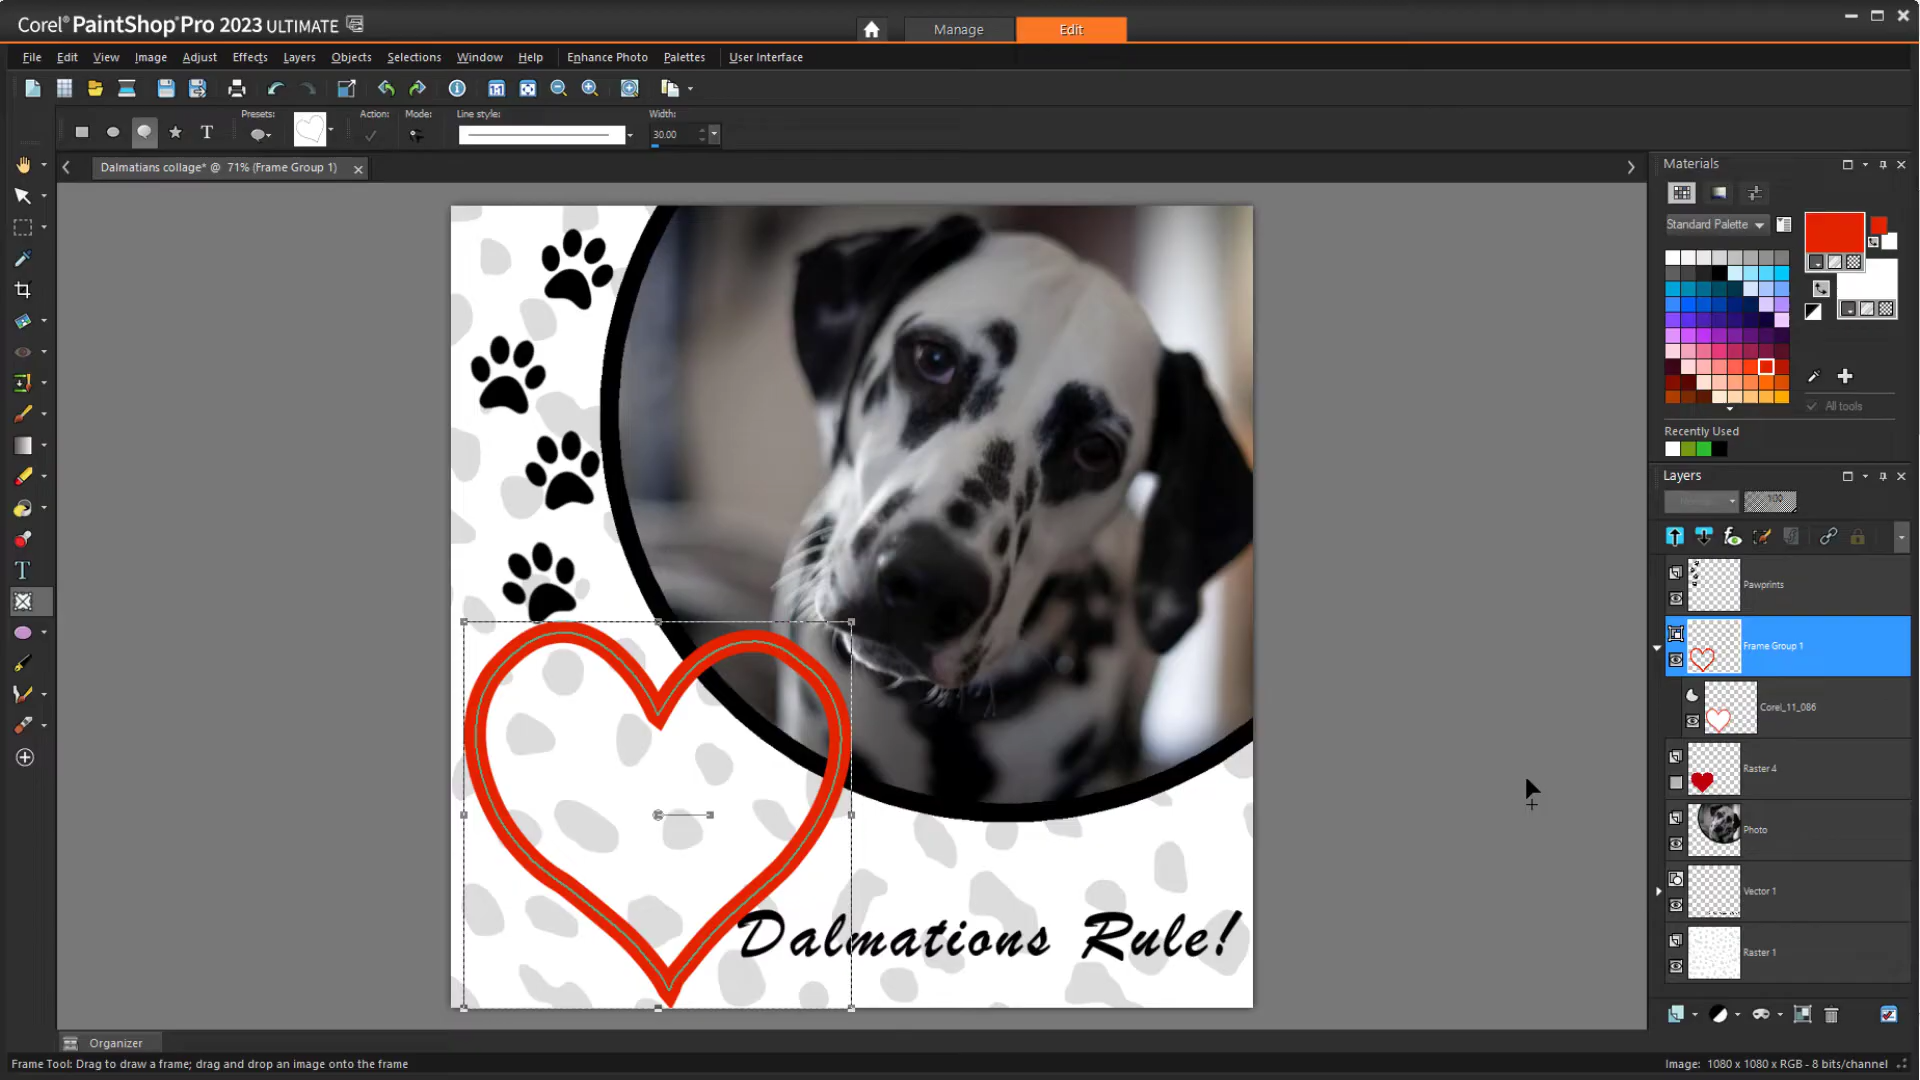 Corel® PaintShop® Pro 2023 ULTIMATE
Manage
Edit
File Edit View Image Adjust Effects Layers Objects Selections Window Help Enhance Photo Palettes User Interface
Presets: Action: Mode: Line style: Width:
30.00
Dalmatians collage* @ 71% (Frame Group 1)
Materials
Standard Palette
All tools
Recently Used
Layers
100
Pawprints
Frame Group 1
Corel_11_086
Raster 4
Photo
Vector 1
Raster 1
Dalmations Rule!
Organizer
Frame Tool: Drag to draw a frame; drag and drop an image onto the frame
Image: 1080 x 1080 x RGB - 8 bits/channel